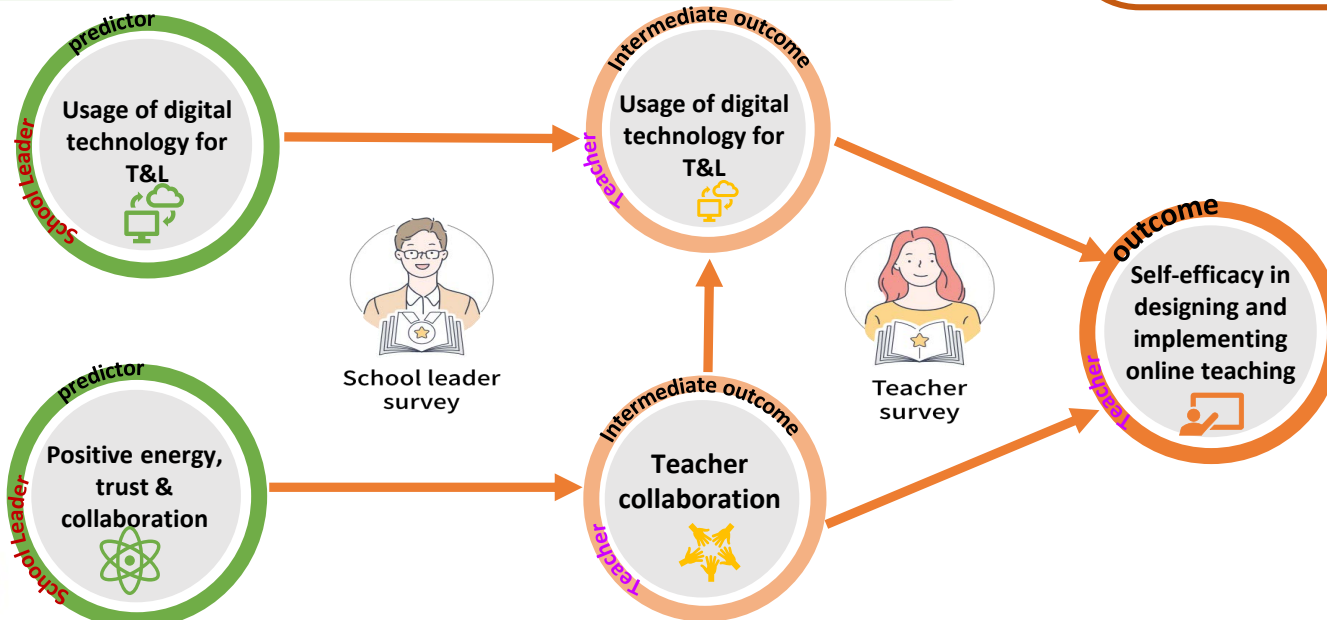 predictor
Usage of digital
technology for
T&L
School Leader
Intermediate outcome
Usage of digital
technology for
T&L
Teacher
School leader
survey
Teacher
survey
outcome
Self-efficacy in
designing and
implementing
online teaching
Teacher
predictor
Positive energy,
trust &
collaboration
School Leader
Intermediate outcome
Teacher
collaboration
Teacher